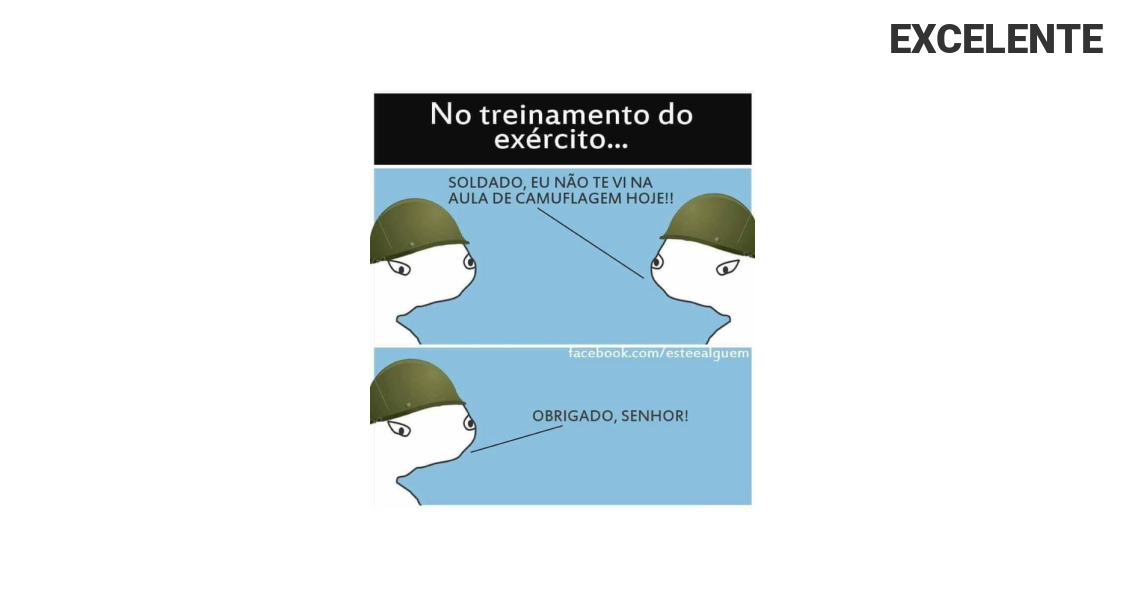 EXCELENTE
No treinamento do
exército...
SOLDADO, EU NÃO TE VI NA
AULA DE CAMUFLAGEM HOJE!!
facebook.com/esteealguem
OBRIGADO, SENHOR!